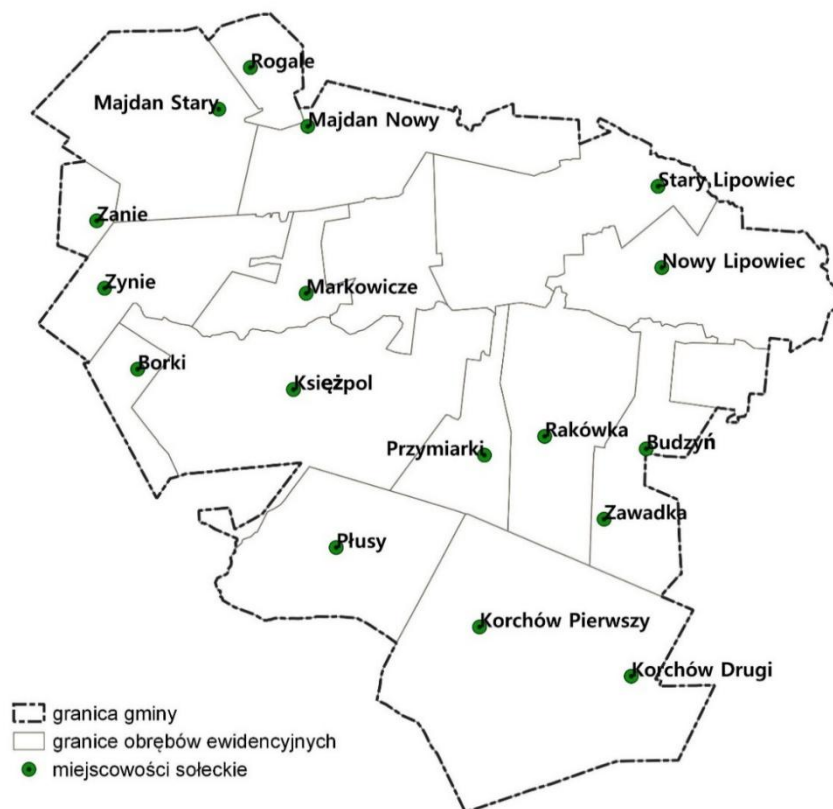 Rogale
Majdan Stary
Majdan Nowy
Stary Lipowiec
Zanie
Nowy Lipowiec
Zynie
Markowicze
Borki
Księżpol
Rakówka
Przymiarki
Budzyń
Zawadka
Płusy
Korchów Pierwszy
Korchów Drugi
granica gminy
granice obrębów ewidencyjnych
miejscowości sołeckie